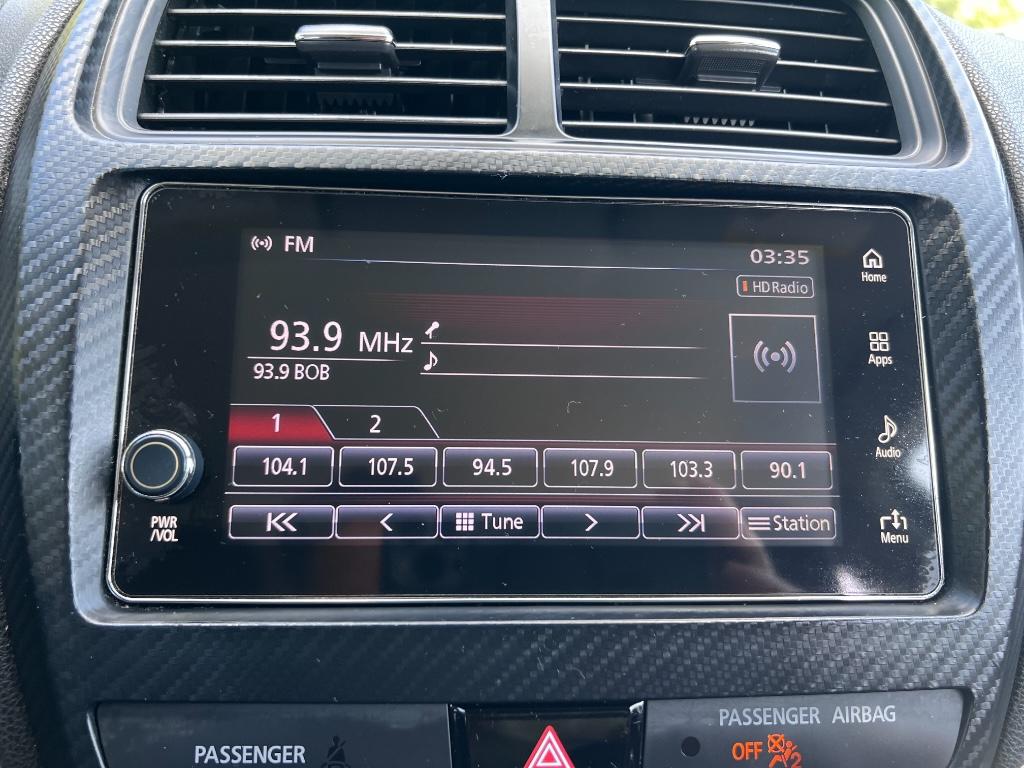 FM
03:35
HD Radio
Home
93.9 MHz
93.9 BOB
Apps
1 2
Audio
104.1 107.5 94.5 107.9 103.3 90.1
PWR
/VOL
Tune
Station
Menu
PASSENGER AIRBAG
PASSENGER
OFF
2